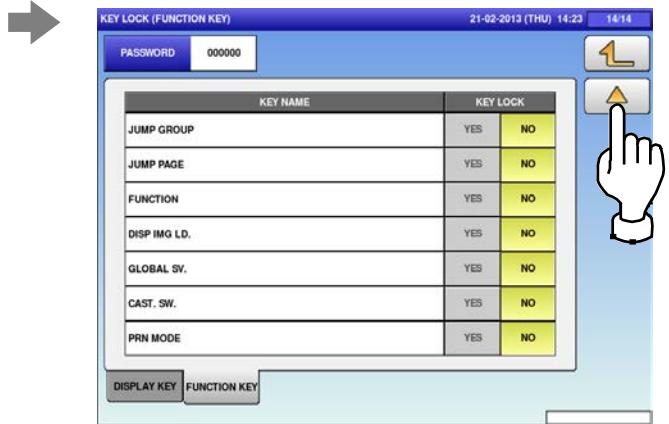 KEY LOCK (FUNCTION KEY) 21-02-2013 (THU) 14:23 14/14
PASSWORD 000000
KEY NAME KEY LOCK
JUMP GROUP YES NO
JUMP PAGE YES NO
FUNCTION YES NO
DISP IMG LD. YES NO
GLOBAL SV. YES NO
CAST. SW. YES NO
PRN MODE YES NO
DISPLAY KEY FUNCTION KEY